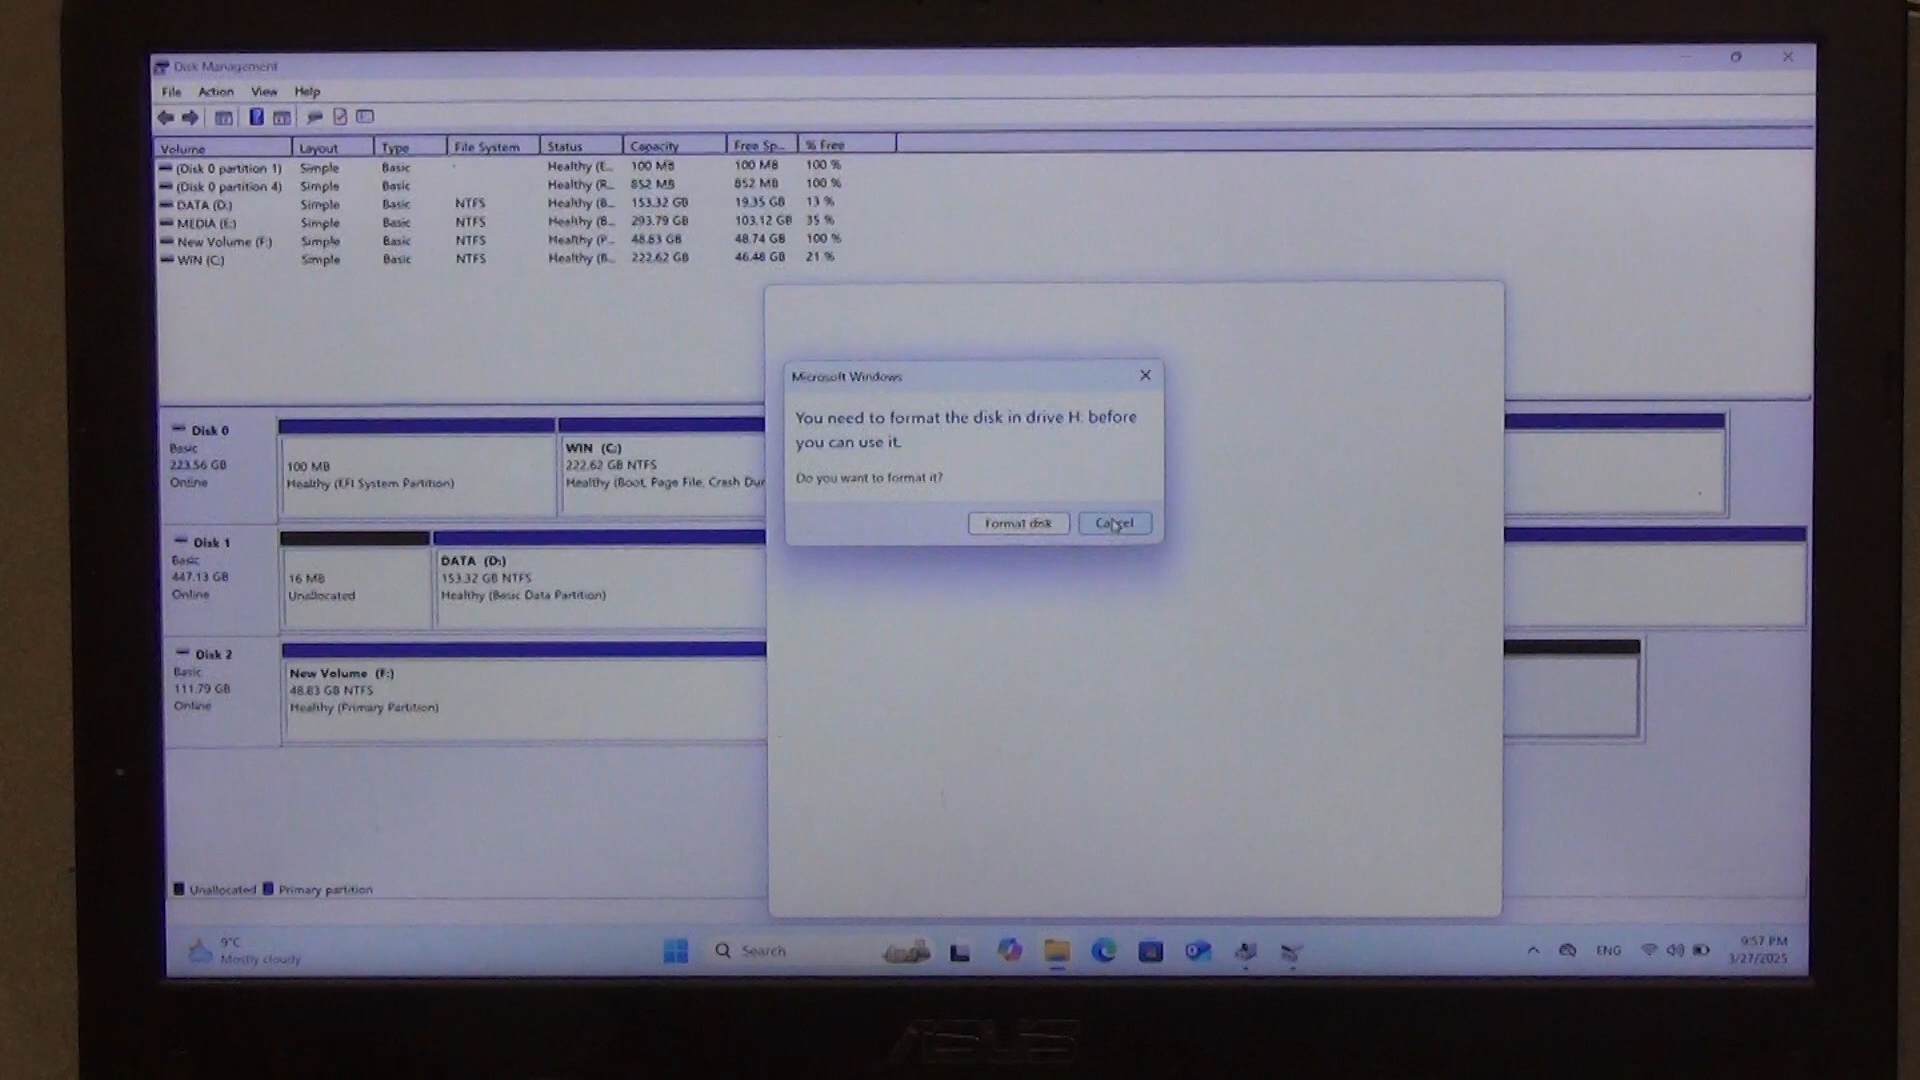 Disk Management
File Action View Help
Volume Layout Type File System Status Capacity Free Sp... % Free
(Disk 0 partition 1) Simple Basic Healthy (E... 100 MB 100 MB 100 %
(Disk 0 partition 4) Simple Basic Healthy (R... 852 MB 852 MB 100 %
DATA (D:) Simple Basic NTFS Healthy (B... 153.32 GB 19.35 GB 13 %
MEDIA (E:) Simple Basic NTFS Healthy (B... 293.79 GB 103.12 GB 35 %
New Volume (F:) Simple Basic NTFS Healthy (P... 48.83 GB 48.74 GB 100 %
WIN (C:) Simple Basic NTFS Healthy (B... 222.62 GB 46.48 GB 21 %
Microsoft Windows
You need to format the disk in drive H: before
you can use it.
Do you want to format it?
Format disk Cancel
Disk 0
Basic
223.56 GB
Online
100 MB
Healthy (EFI System Partition)
WIN (C:)
222.62 GB NTFS
Healthy (Boot, Page File, Crash Dur
Disk 1
Basic
447.13 GB
Online
16 MB
Unallocated
DATA (D:)
153.32 GB NTFS
Healthy (Basic Data Partition)
Disk 2
Basic
111.79 GB
Online
New Volume (F:)
48.83 GB NTFS
Healthy (Primary Partition)
Unallocated Primary partition
9°C
Mostly cloudy
Search
ENG
9:57 PM
3/27/2025
ASUS